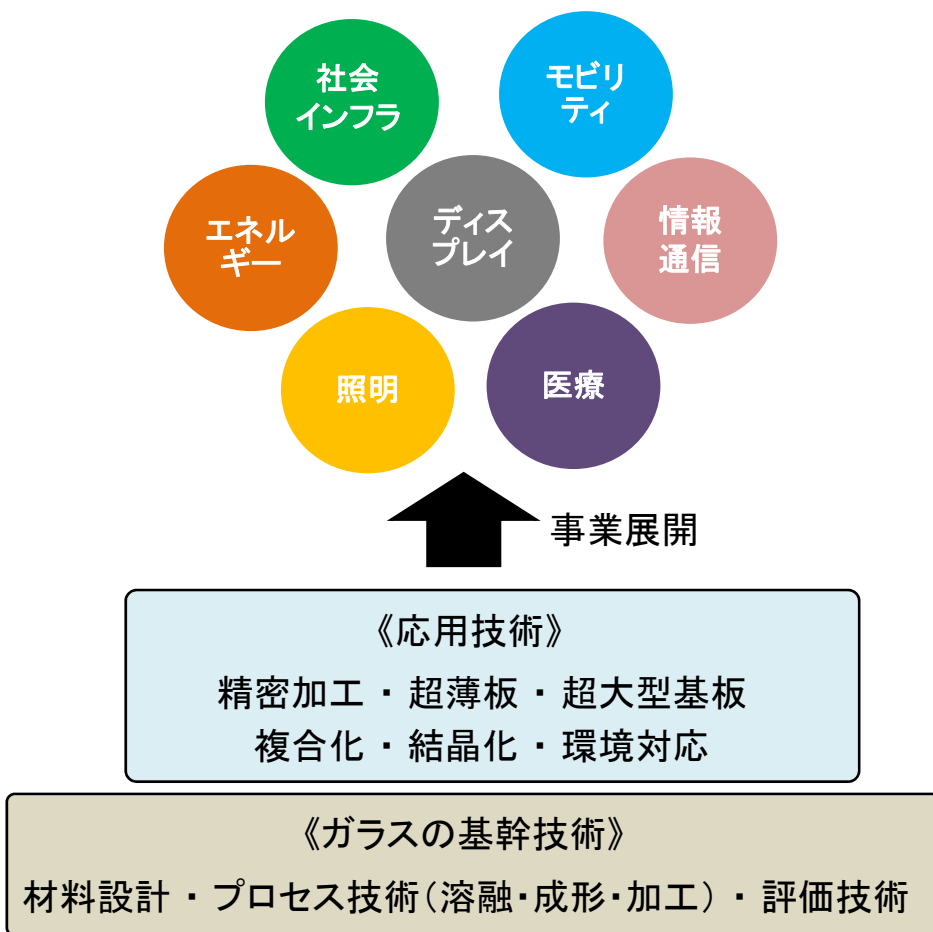 社会
インフラ
モビリ
ティ
エネル
ギー
ディス
プレイ
情報
通信
照明
医療
事業展開
《応用技術》
精密加工・超薄板・超大型基板
複合化・結晶化・環境対応
《ガラスの基幹技術》
材料設計・プロセス技術（溶融・成形・加工）・評価技術